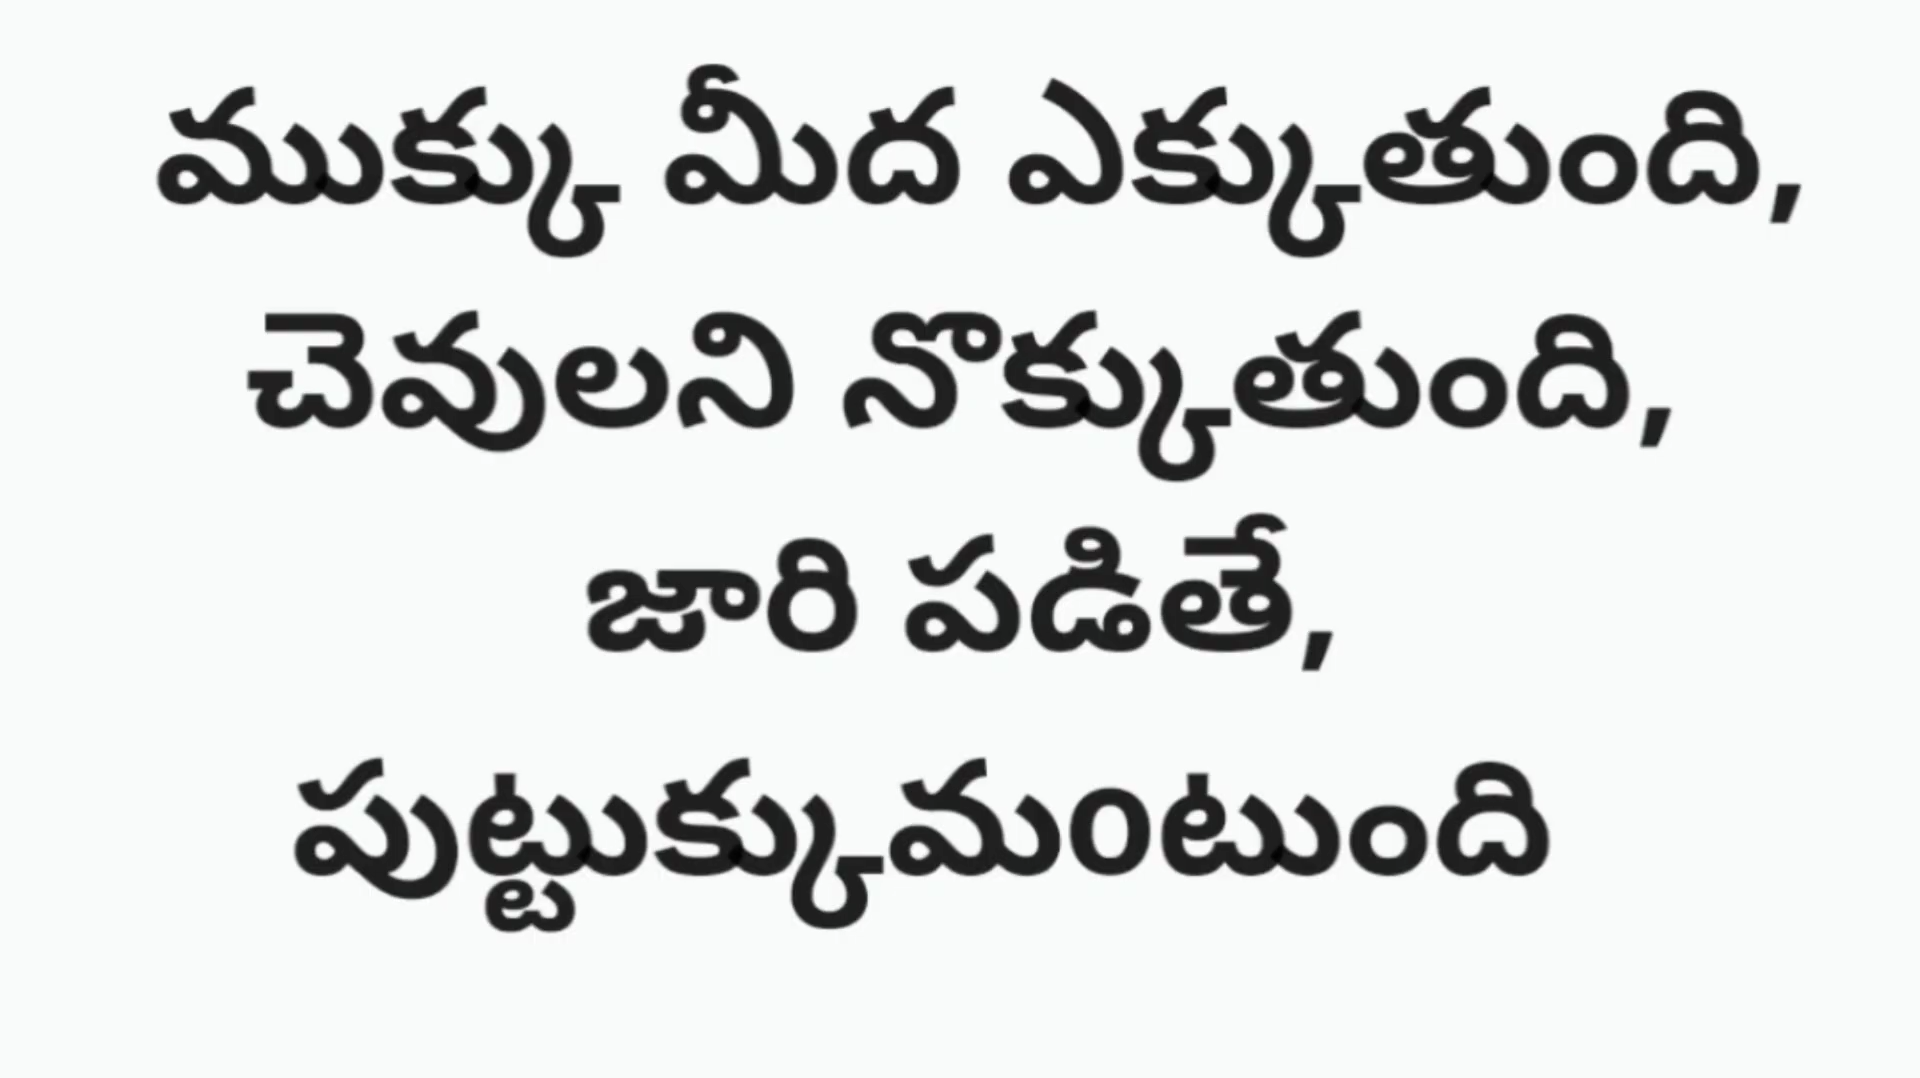 ముక్కు మీద ఎక్కుతుంది,
చెవులని నొక్కుతుంది,
జారి పడితే,
పుట్టుక్కుమంటుంది